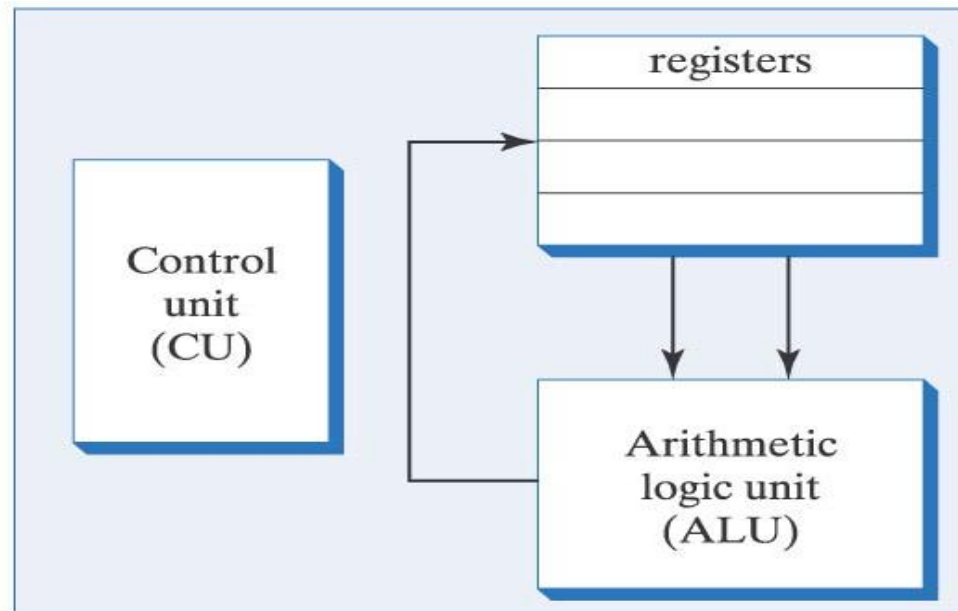 registers
Control
unit
(CU)
Arithmetic
logic unit
(ALU)